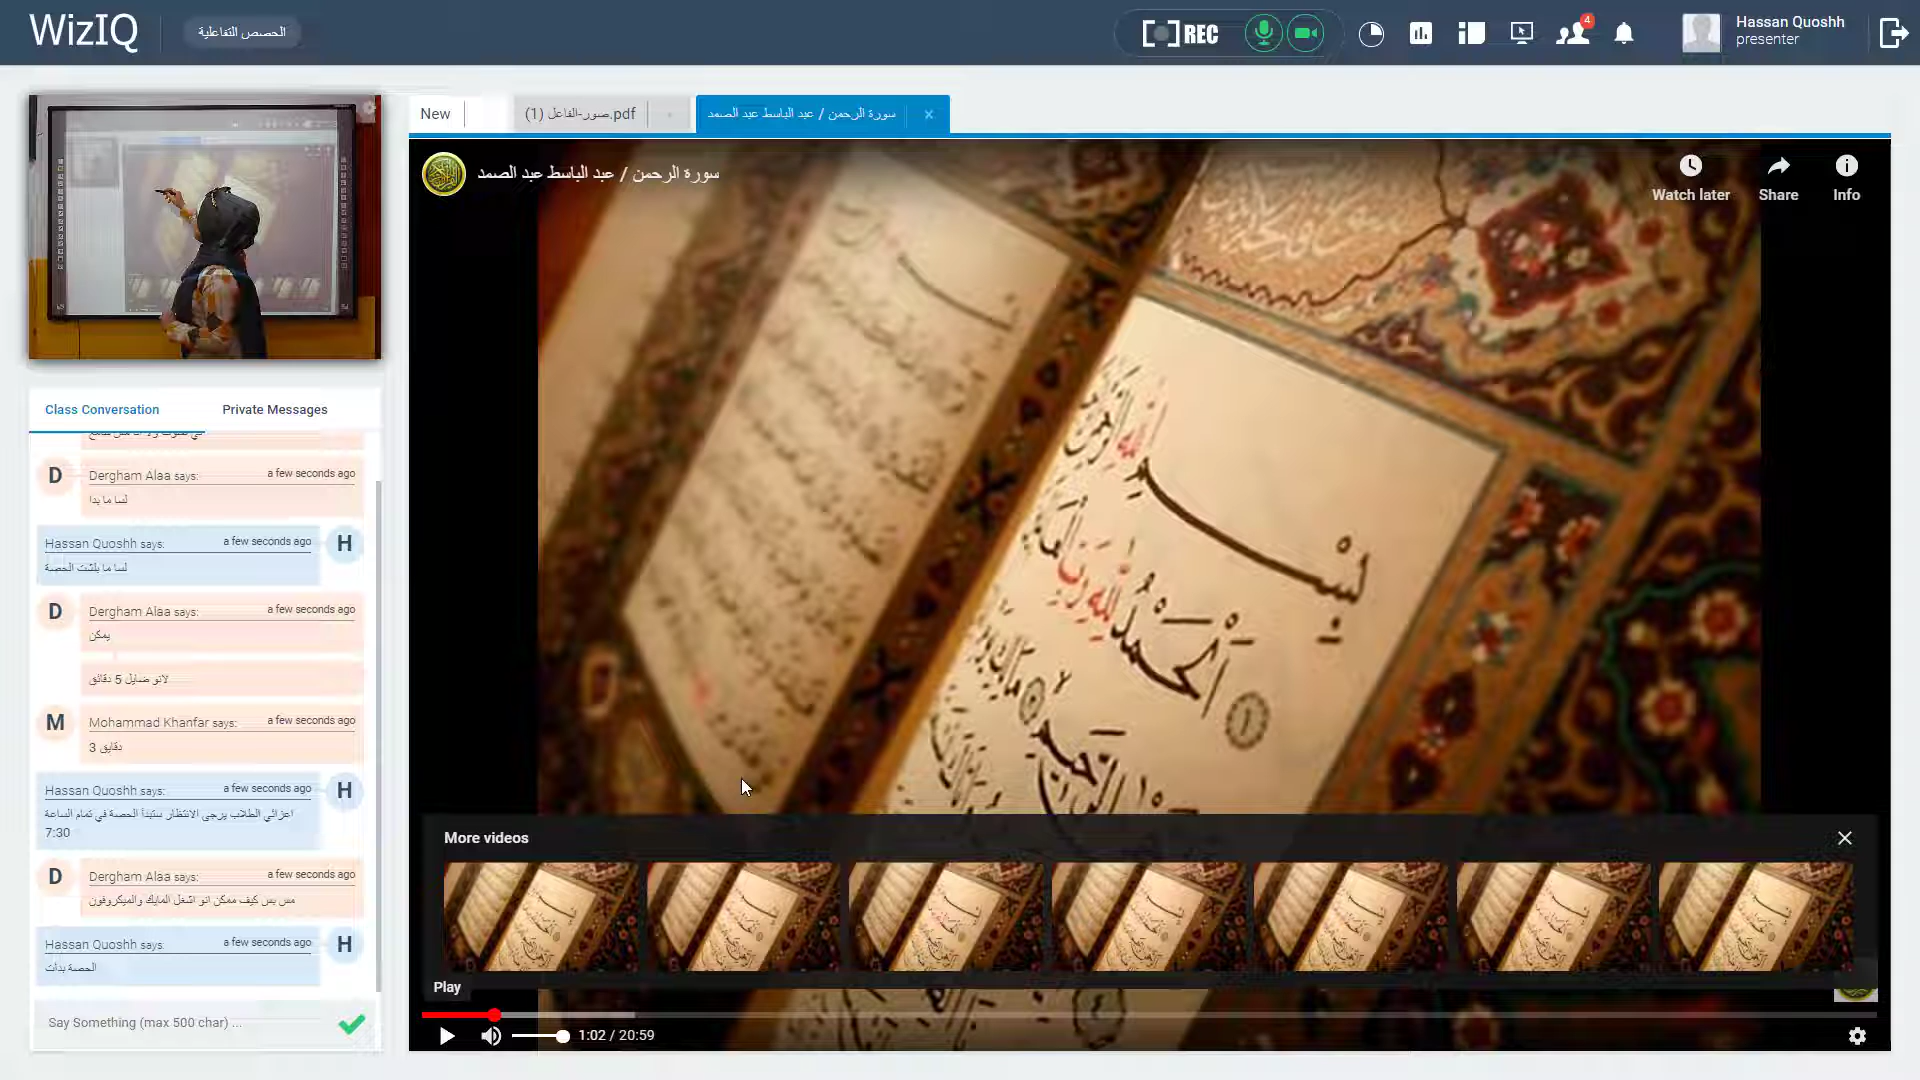 WizIQ
الحصص التفاعلية
REC
4
Hassan Quoshh
presenter
New
صور-الفاعل (1).pdf
سورة الرحمن / عبد الباسط عبد الصمد
سورة الرحمن / عبد الباسط عبد الصمد
Watch later
Share
Info
Class Conversation
Private Messages
D
Dergham Alaa says:
a few seconds ago
لسا ما بدا
Hassan Quoshh says:
a few seconds ago
H
لسا ما بلشت الحصة
D
Dergham Alaa says:
a few seconds ago
يمكن
لانو ضايل 5 دقائق
M
Mohammad Khanfar says:
a few seconds ago
3 دقايق
Hassan Quoshh says:
a few seconds ago
H
اعزائي الطلاب يرجى الانتظار ستبدأ الحصة في تمام الساعة
7:30
D
Dergham Alaa says:
a few seconds ago
مس بس كيف ممكن انو اشغل المايك والميكروفون
Hassan Quoshh says:
a few seconds ago
H
الحصة بدأت
Say Something (max 500 char) ...
بِسْمِ
اللَّهِ
الْحَمْدُ لِلَّهِ رَبِّ
More videos
Play
1:02 / 20:59